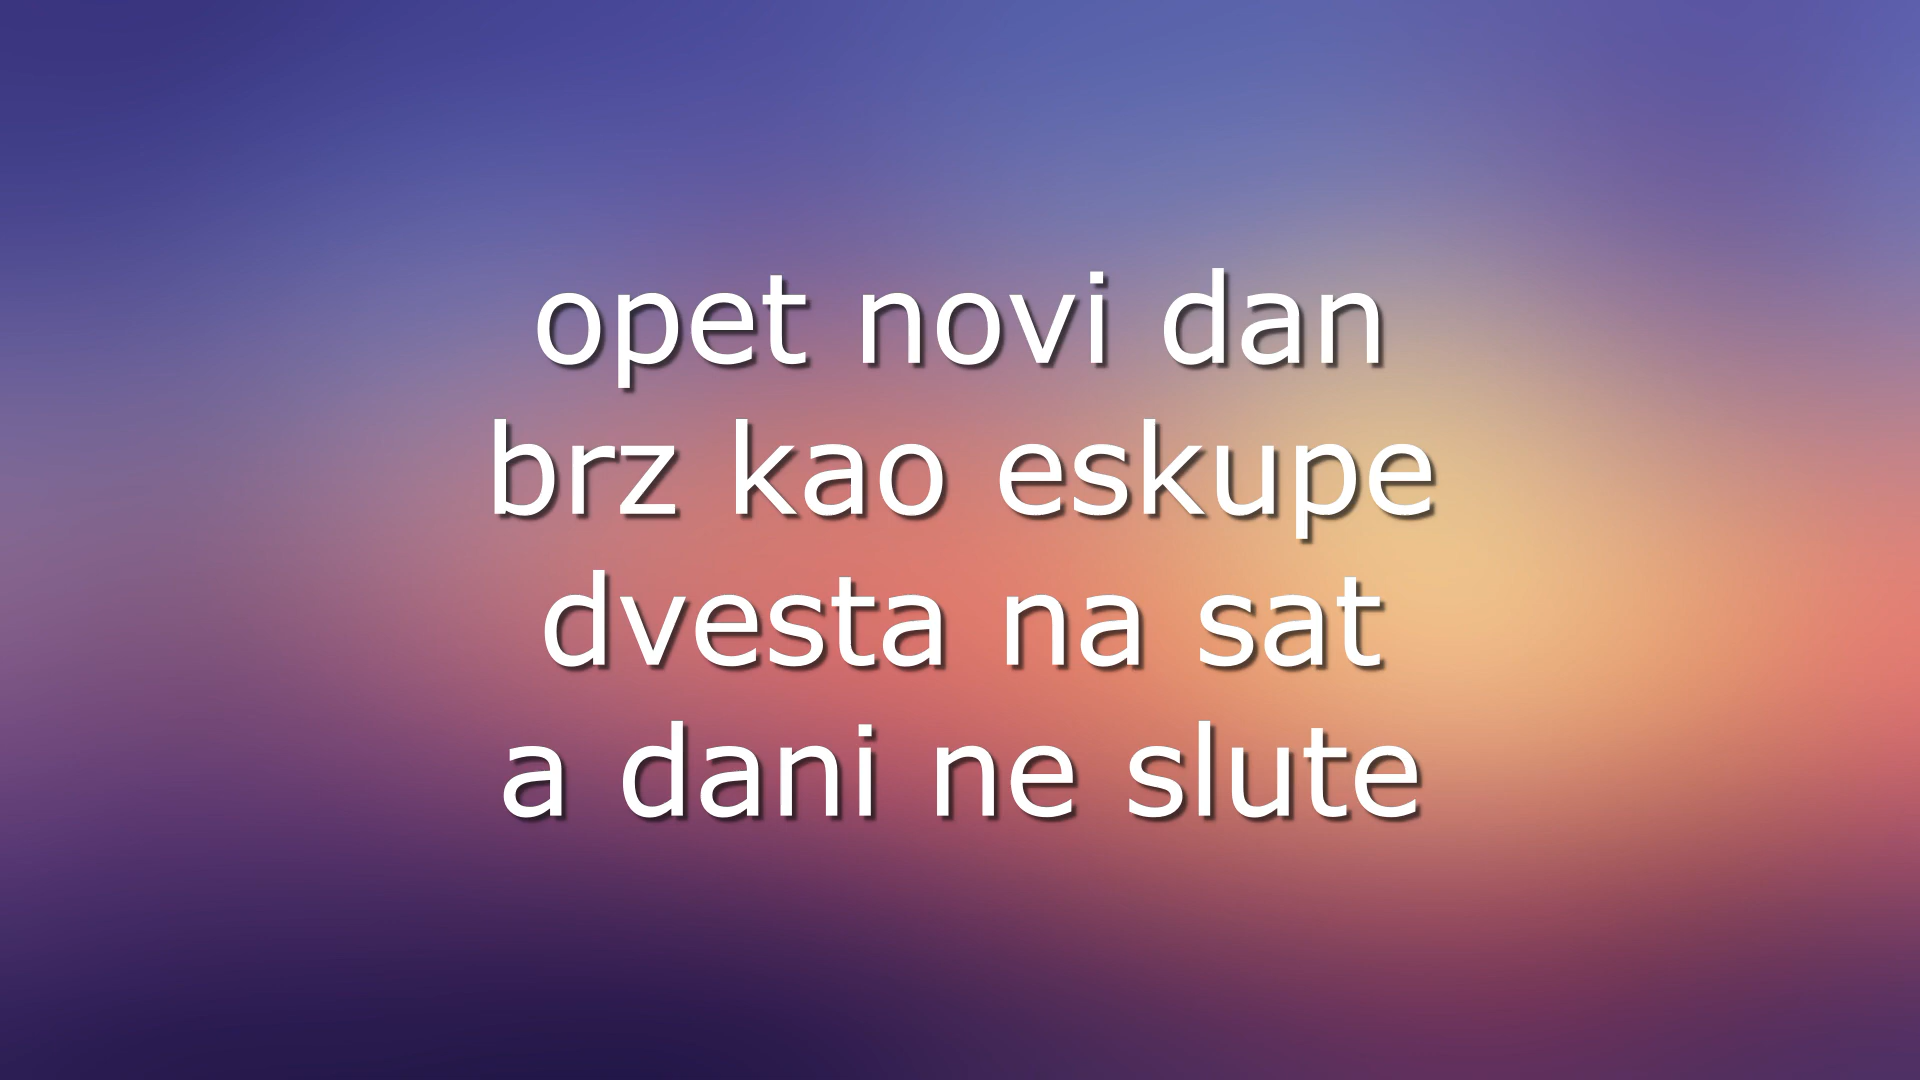 opet novi dan
brz kao eskupe
dvesta na sat
a dani ne slute